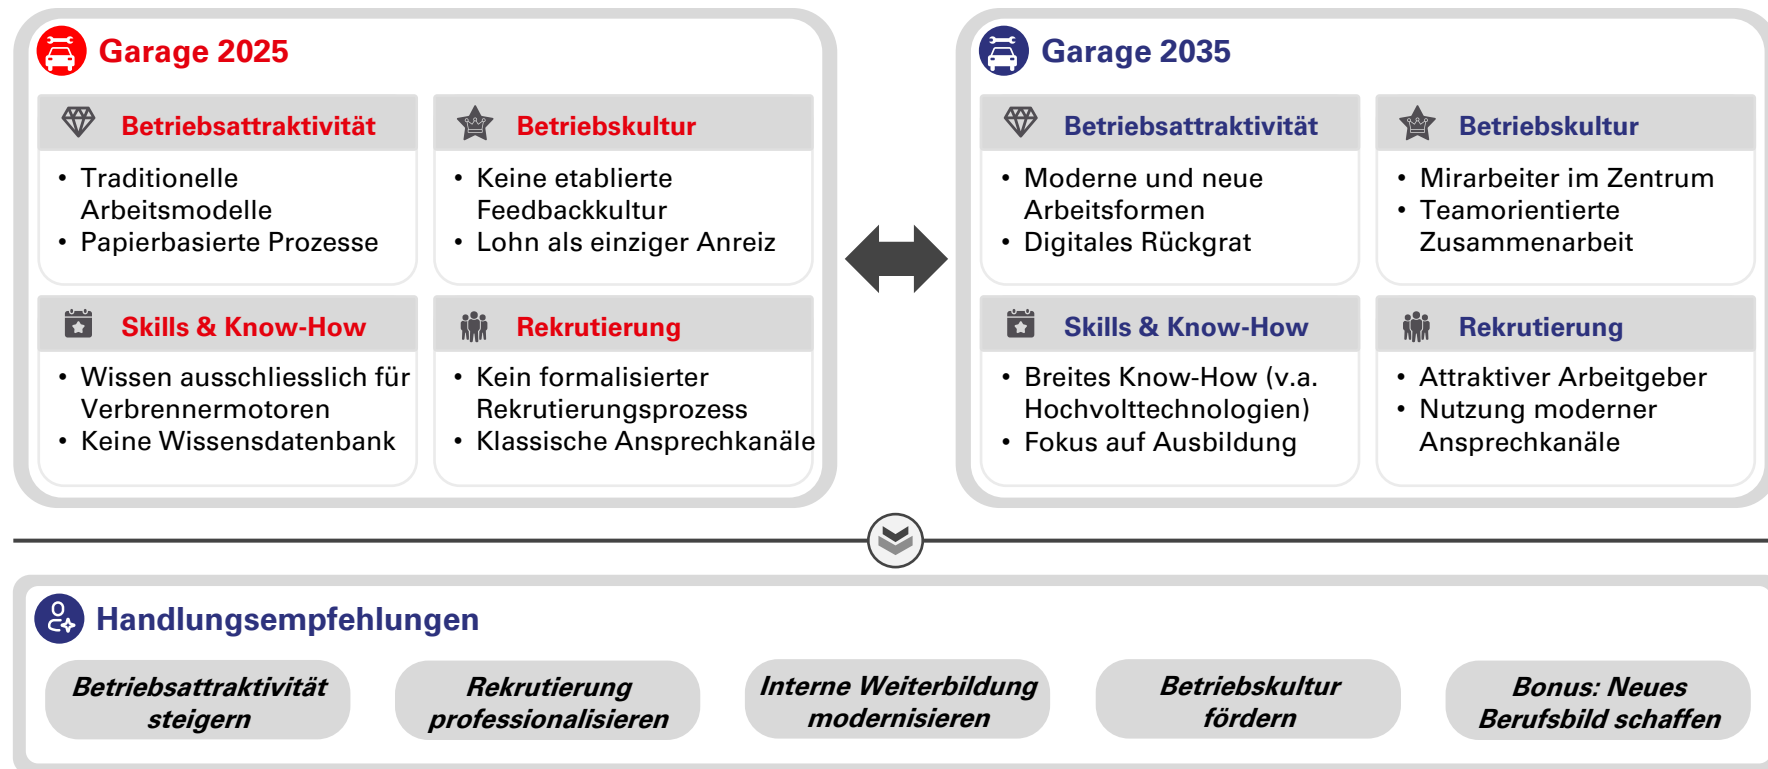 Garage 2025
Betriebsattraktivität
• Traditionelle
Arbeitsmodelle
• Papierbasierte Prozesse
Betriebskultur
• Keine etablierte
Feedbackkultur
• Lohn als einziger Anreiz
Skills & Know-How
• Wissen ausschliesslich für
Verbrennermotoren
• Keine Wissensdatenbank
Rekrutierung
• Kein formalisierter
Rekrutierungsprozess
• Klassische Ansprechkanäle
Garage 2035
Betriebsattraktivität
• Moderne und neue
Arbeitsformen
• Digitales Rückgrat
Betriebskultur
• Mirarbeiter im Zentrum
• Teamorientierte
Zusammenarbeit
Skills & Know-How
• Breites Know-How (v.a.
Hochvolttechnologien)
• Fokus auf Ausbildung
Rekrutierung
• Attraktiver Arbeitgeber
• Nutzung moderner
Ansprechkanäle
Handlungsempfehlungen
Betriebsattraktivität
steigern
Rekrutierung
professionalisieren
Interne Weiterbildung
modernisieren
Betriebskultur
fördern
Bonus: Neues
Berufsbild schaffen